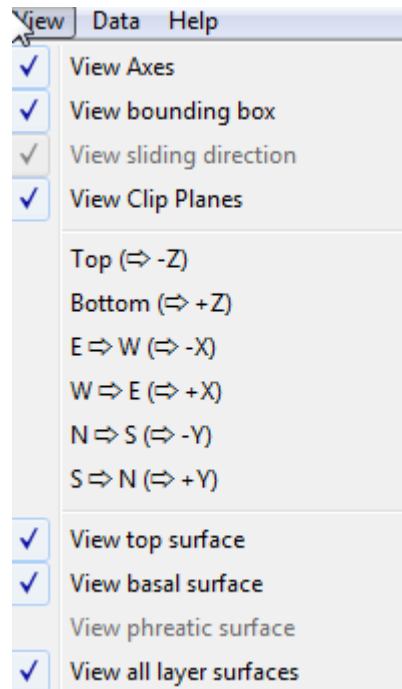 View Data Help
View Axes
View bounding box
View sliding direction
View Clip Planes
Top (⇨ -Z)
Bottom (⇨ +Z)
E ⇨ W (⇨ -X)
W ⇨ E (⇨ +X)
N ⇨ S (⇨ -Y)
S ⇨ N (⇨ +Y)
View top surface
View basal surface
View phreatic surface
View all layer surfaces